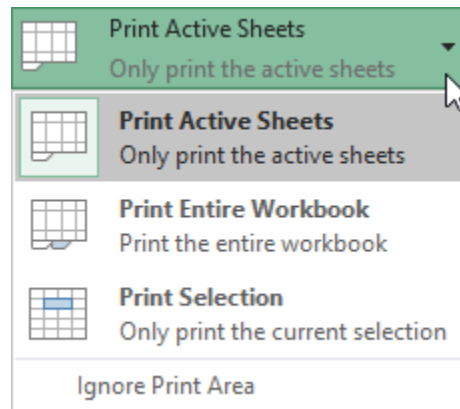 Print Active Sheets
Only print the active sheets
Print Active Sheets
Only print the active sheets
Print Entire Workbook
Print the entire workbook
Print Selection
Only print the current selection
Ignore Print Area